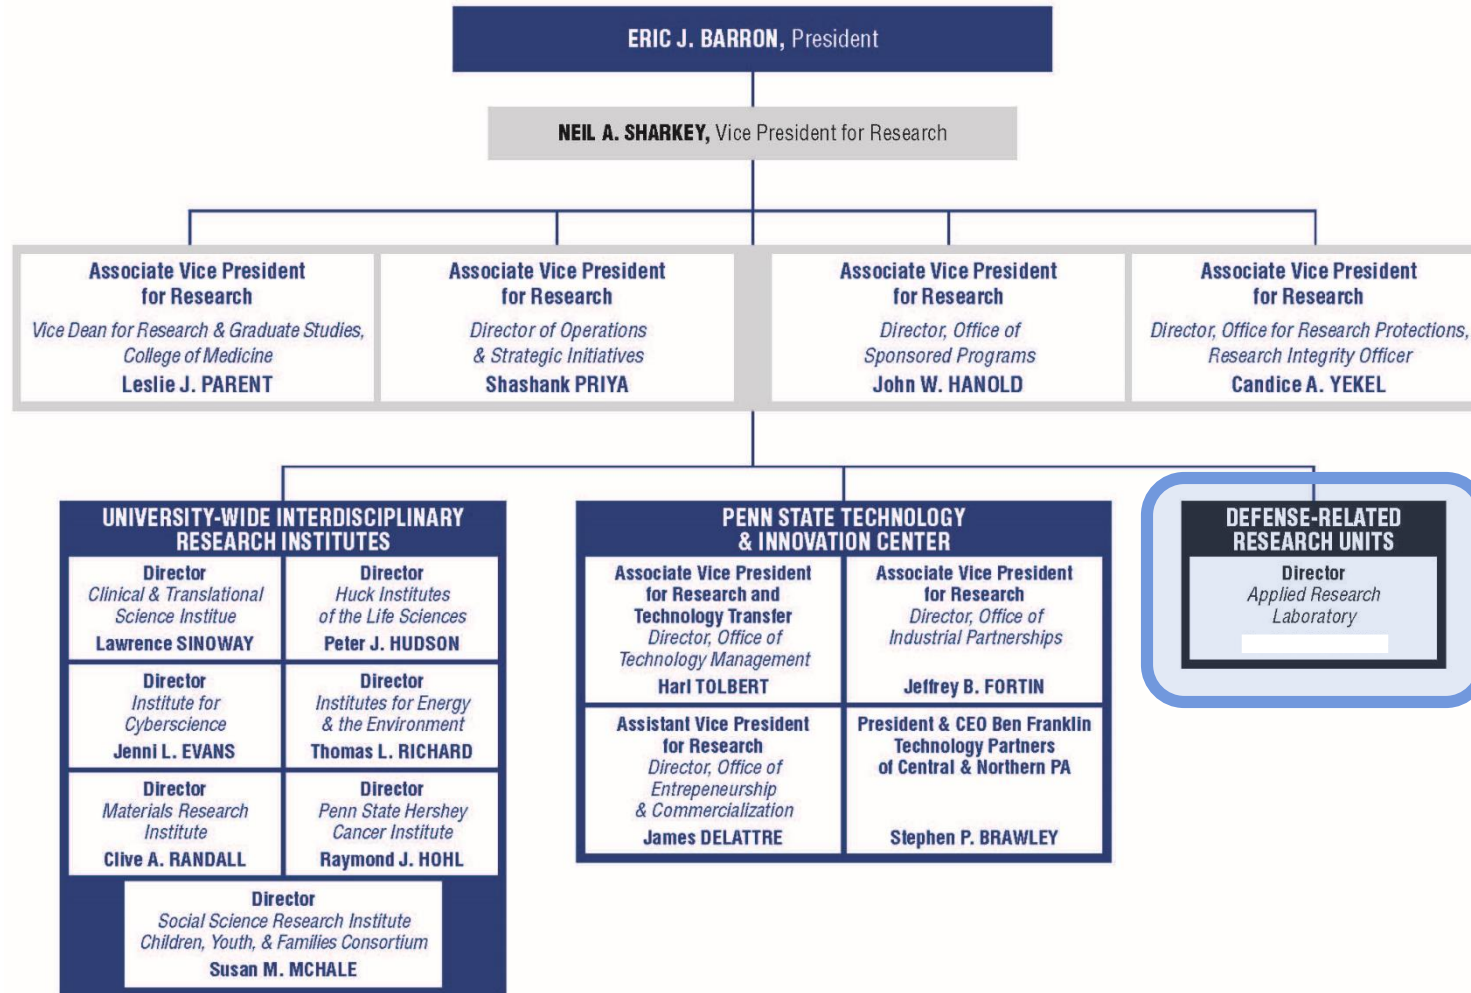 ERIC J. BARRON, President
NEIL A. SHARKEY, Vice President for Research
Associate Vice President
for Research
Vice Dean for Research & Graduate Studies,
College of Medicine
Leslie J. PARENT
Associate Vice President
for Research
Director of Operations
& Strategic Initiatives
Shashank PRIYA
Associate Vice President
for Research
Director, Office of
Sponsored Programs
John W. HANOLD
Associate Vice President
for Research
Director, Office for Research Protections,
Research Integrity Officer
Candice A. YEKEL
UNIVERSITY-WIDE INTERDISCIPLINARY
RESEARCH INSTITUTES
Director
Clinical & Translational
Science Institue
Lawrence SINOWAY
Director
Huck Institutes
of the Life Sciences
Peter J. HUDSON
Director
Institute for
Cyberscience
Jenni L. EVANS
Director
Institutes for Energy
& the Environment
Thomas L. RICHARD
Director
Materials Research
Institute
Clive A. RANDALL
Director
Penn State Hershey
Cancer Institute
Raymond J. HOHL
Director
Social Science Research Institute
Children, Youth, & Families Consortium
Susan M. MCHALE
PENN STATE TECHNOLOGY
& INNOVATION CENTER
Associate Vice President
for Research and
Technology Transfer
Director, Office of
Technology Management
Harl TOLBERT
Associate Vice President
for Research
Director, Office of
Industrial Partnerships
Jeffrey B. FORTIN
Assistant Vice President
for Research
Director, Office of
Entrepeneurship
& Commercialization
James DELATTRE
President & CEO Ben Franklin
Technology Partners
of Central & Northern PA
Stephen P. BRAWLEY
DEFENSE-RELATED
RESEARCH UNITS
Director
Applied Research
Laboratory